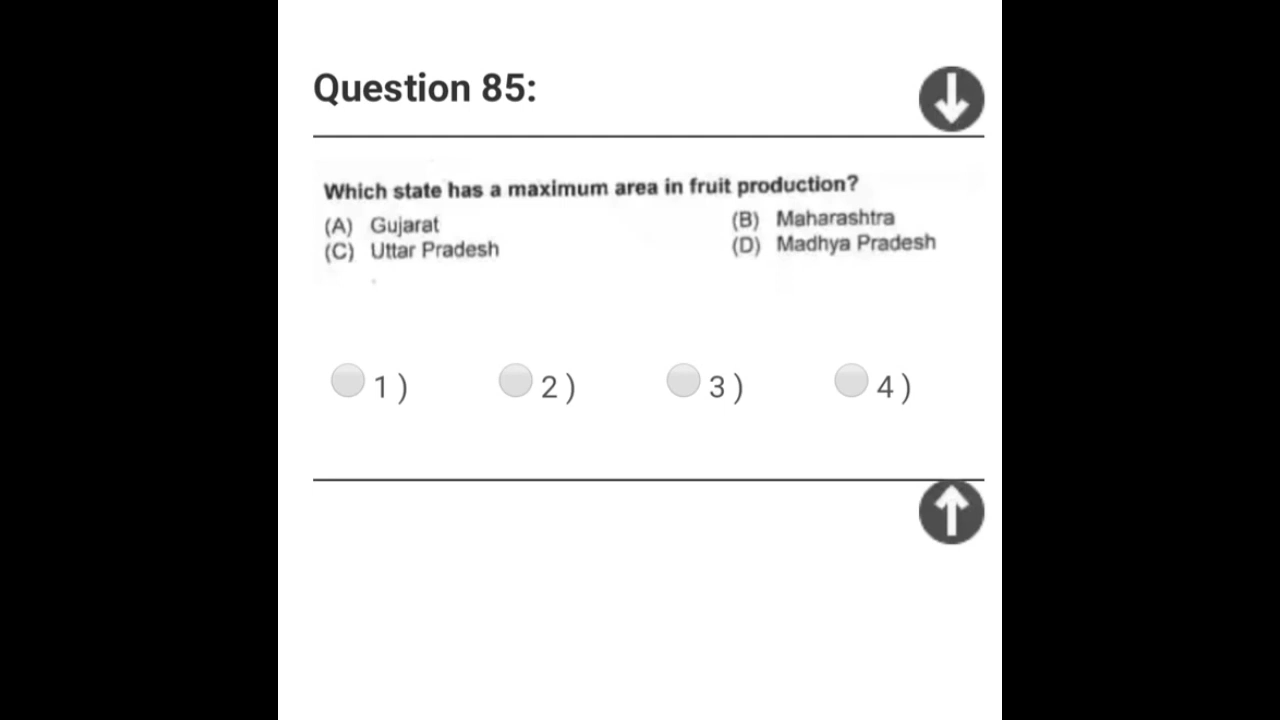 Question 85:
Which state has a maximum area in fruit production?
(A) Gujarat (B) Maharashtra
(C) Uttar Pradesh (D) Madhya Pradesh
1 ) 2 ) 3 ) 4 )